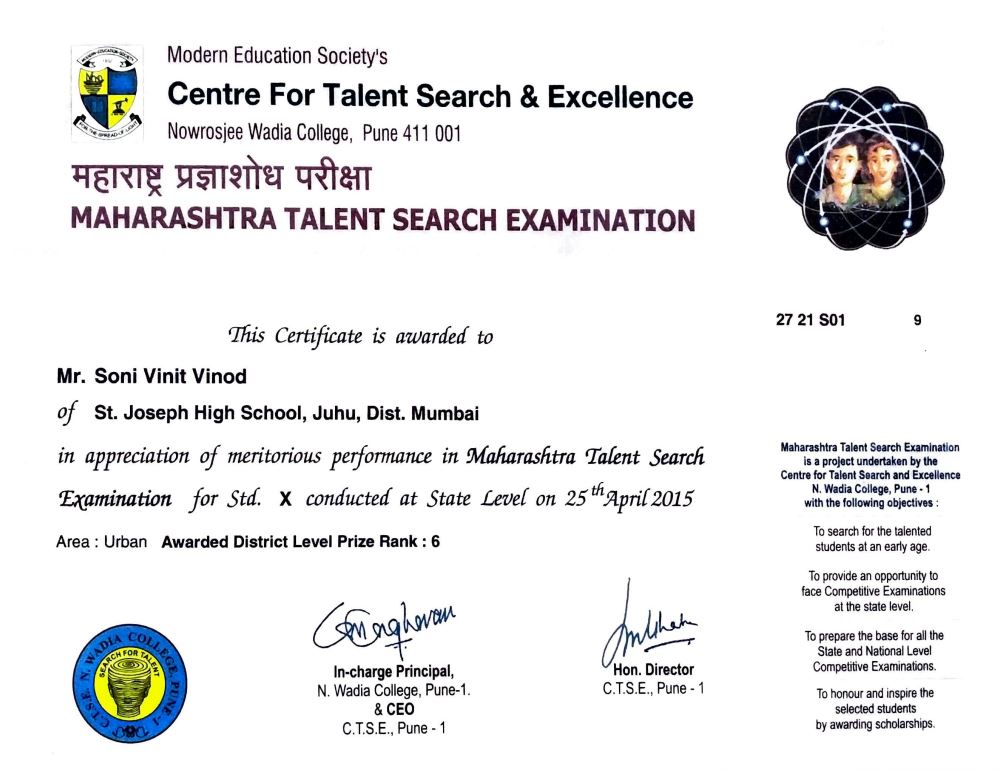 MODERN EDUCATION SOCIETY
1932
FOR THE SPREAD OF LIGHT
Modern Education Society's
Centre For Talent Search & Excellence
Nowrosjee Wadia College, Pune 411 001
महाराष्ट्र प्रज्ञाशोध परीक्षा
MAHARASHTRA TALENT SEARCH EXAMINATION
27 21 S01 9
This Certificate is awarded to
Mr. Soni Vinit Vinod
of St. Joseph High School, Juhu, Dist. Mumbai
in appreciation of meritorious performance in Maharashtra Talent Search
Examination for Std. X conducted at State Level on 25th April 2015
Area : Urban Awarded District Level Prize Rank : 6
C.T.S.E. N. WADIA COLLEGE, PUNE-1
SEARCH FOR TALENT
In-charge Principal,
N. Wadia College, Pune-1.
& CEO
C.T.S.E., Pune - 1
Hon. Director
C.T.S.E., Pune - 1
Maharashtra Talent Search Examination
is a project undertaken by the
Centre for Talent Search and Excellence
N. Wadia College, Pune - 1
with the following objectives :
To search for the talented
students at an early age.
To provide an opportunity to
face Competitive Examinations
at the state level.
To prepare the base for all the
State and National Level
Competitive Examinations.
To honour and inspire the
selected students
by awarding scholarships.